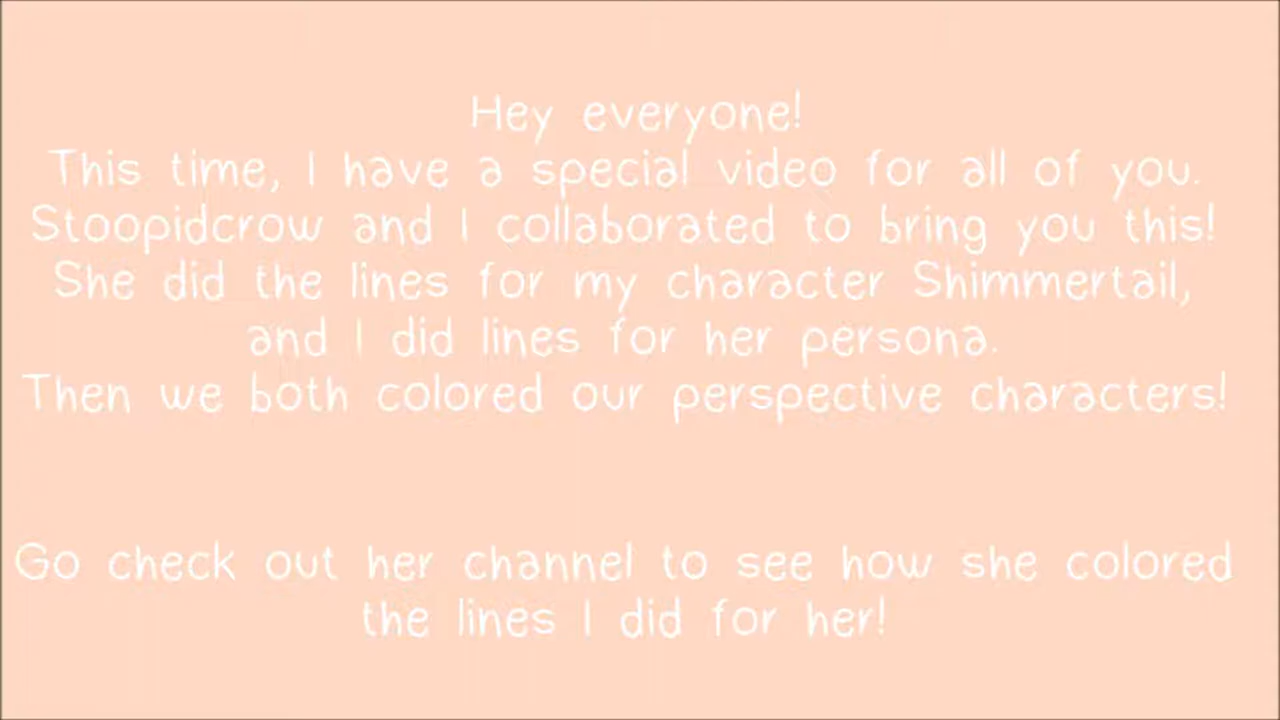 Hey everyone!
This time, I have a special video for all of you.
Stoopidcrow and I collaborated to bring you this!
She did the lines for my character Shimmertail,
and I did lines for her persona.
Then we both colored our perspective characters!
Go check out her channel to see how she colored
the lines I did for her!